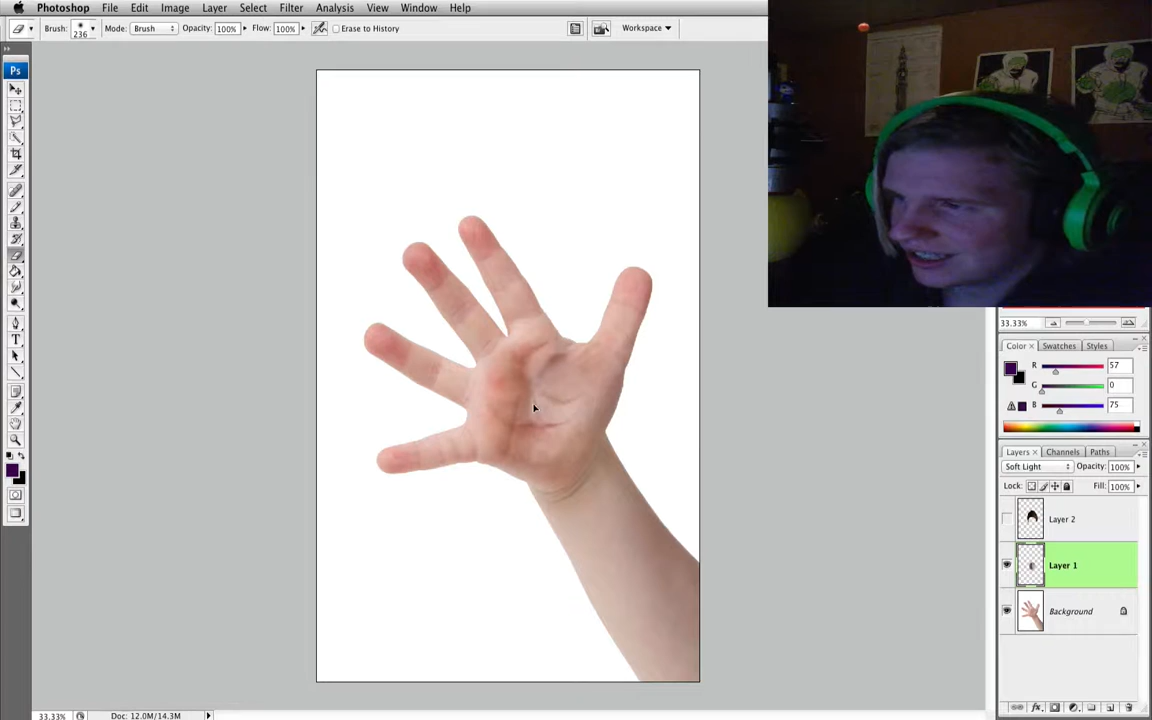 Photoshop File Edit Image Layer Select Filter Analysis View Window Help
Brush: 236 Mode: Brush Opacity: 100% Flow: 100% Erase to History Workspace
Ps
33.33%
Color Swatches Styles
R 57
G 0
B 75
Layers Channels Paths
Soft Light Opacity: 100%
Lock: Fill: 100%
Layer 2
Layer 1
Background
T
33.33% Doc: 12.0M/14.3M